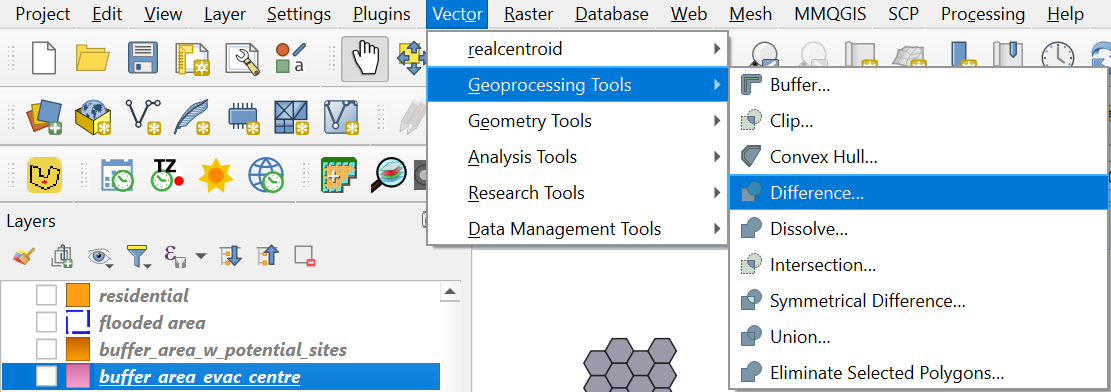 Project Edit View Layer Settings Plugins Vector Raster Database Web Mesh MMQGIS SCP Processing Help
realcentroid
Geoprocessing Tools
Geometry Tools
Analysis Tools
Research Tools
Data Management Tools
Buffer...
Clip...
Convex Hull...
Difference...
Dissolve...
Intersection...
Symmetrical Difference...
Union...
Eliminate Selected Polygons...
TZ
Layers
residential
flooded area
buffer_area_w_potential_sites
buffer_area_evac_centre